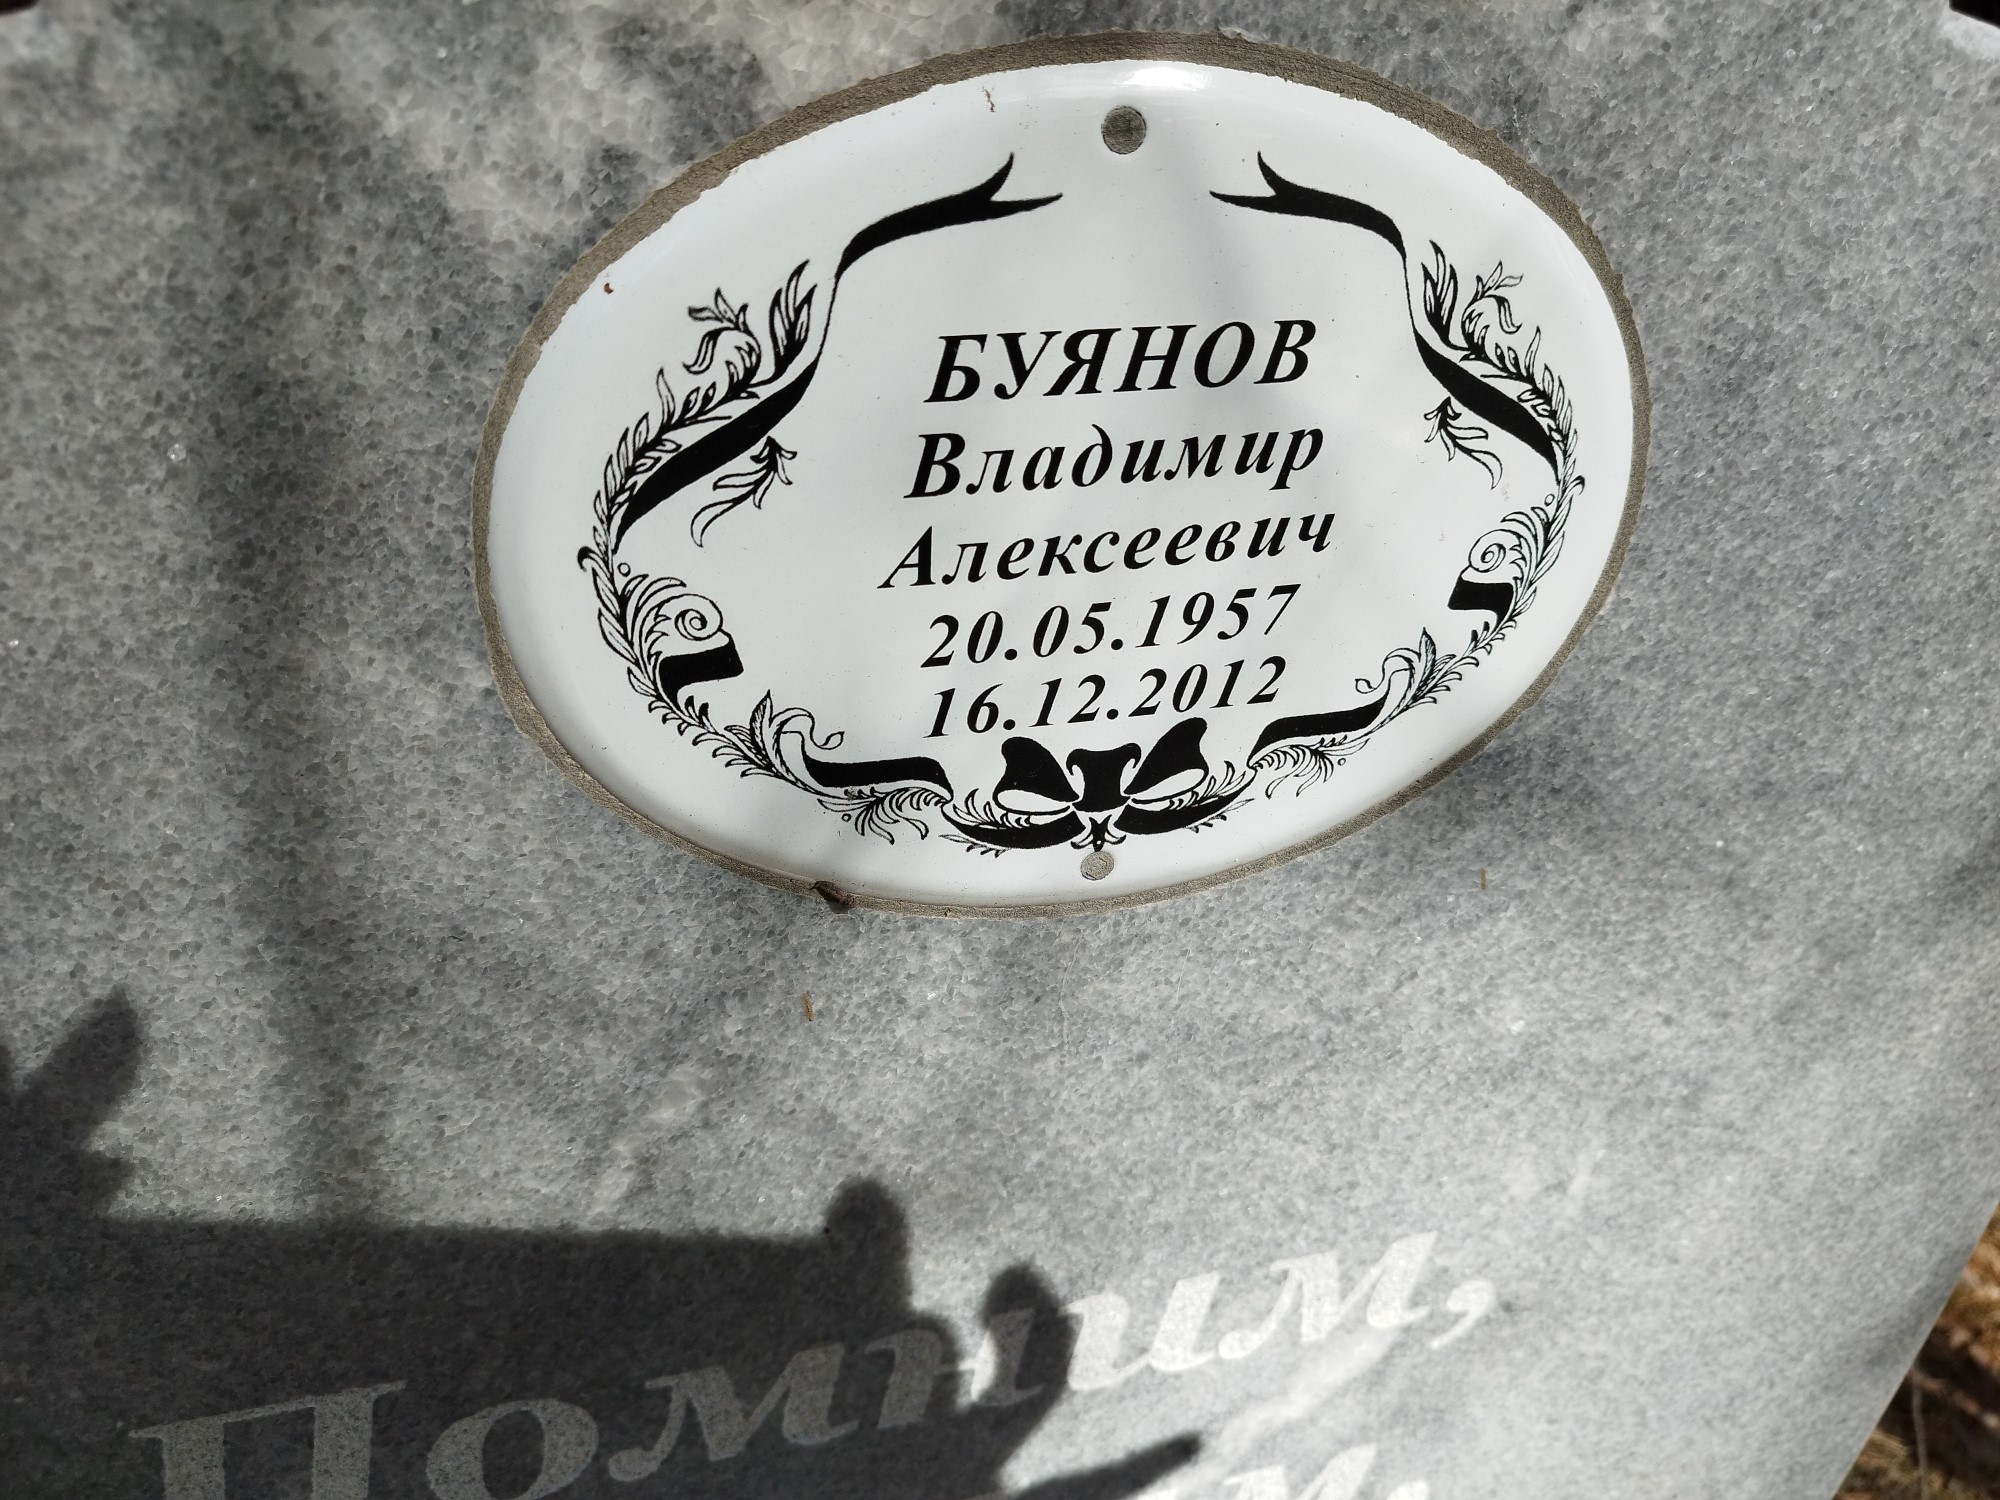 БУЯНОВ
Владимир
Алексеевич
20.05.1957
16.12.2012
Помним,